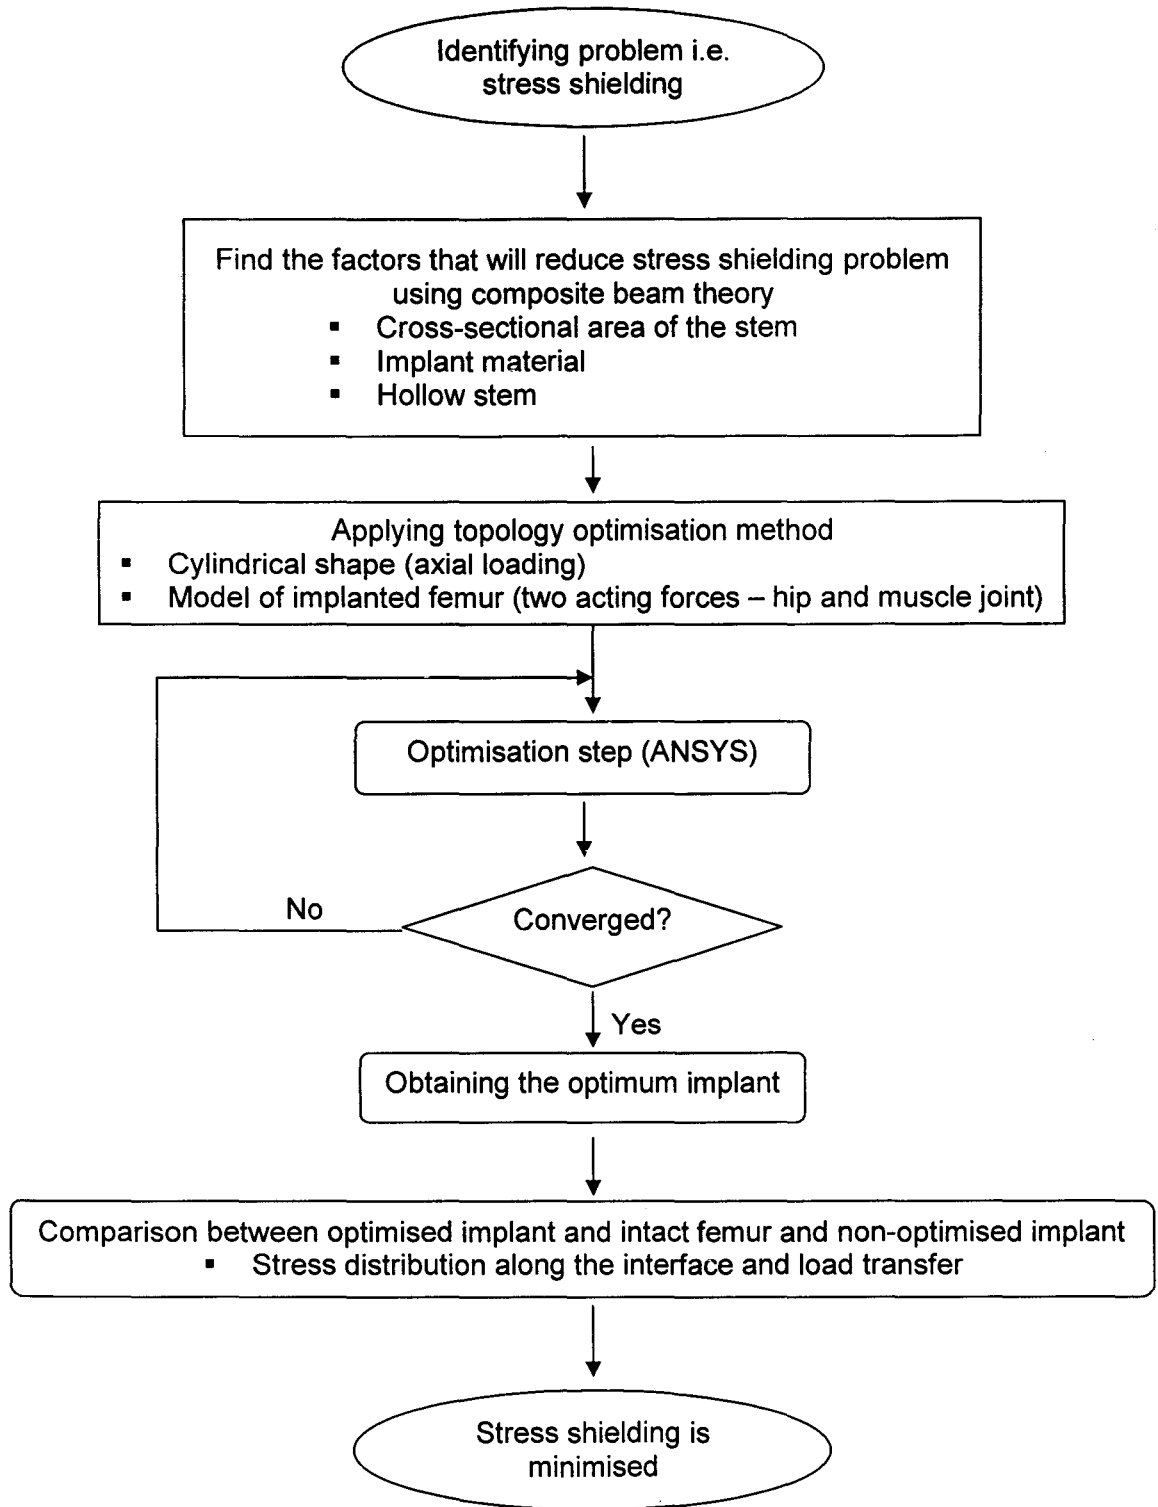 Identifying problem i.e.
stress shielding
Find the factors that will reduce stress shielding problem
using composite beam theory
▪ Cross-sectional area of the stem
▪ Implant material
▪ Hollow stem
Applying topology optimisation method
▪ Cylindrical shape (axial loading)
▪ Model of implanted femur (two acting forces – hip and muscle joint)
Optimisation step (ANSYS)
Converged?
No
Yes
Obtaining the optimum implant
Comparison between optimised implant and intact femur and non-optimised implant
▪ Stress distribution along the interface and load transfer
Stress shielding is
minimised